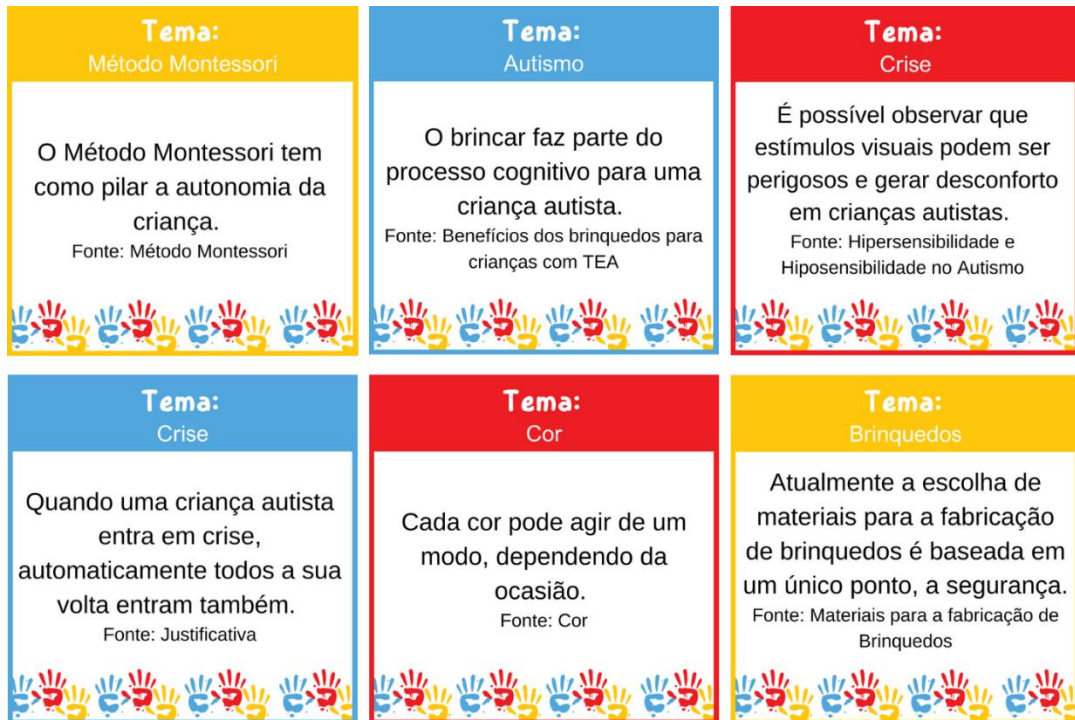 Tema:
Método Montessori
O Método Montessori tem
como pilar a autonomia da
criança.
Fonte: Método Montessori
Tema:
Autismo
O brincar faz parte do
processo cognitivo para uma
criança autista.
Fonte: Benefícios dos brinquedos para
crianças com TEA
Tema:
Crise
É possível observar que
estímulos visuais podem ser
perigosos e gerar desconforto
em crianças autistas.
Fonte: Hipersensibilidade e
Hiposensibilidade no Autismo
Tema:
Crise
Quando uma criança autista
entra em crise,
automaticamente todos a sua
volta entram também.
Fonte: Justificativa
Tema:
Cor
Cada cor pode agir de um
modo, dependendo da
ocasião.
Fonte: Cor
Tema:
Brinquedos
Atualmente a escolha de
materiais para a fabricação
de brinquedos é baseada em
um único ponto, a segurança.
Fonte: Materiais para a fabricação de
Brinquedos